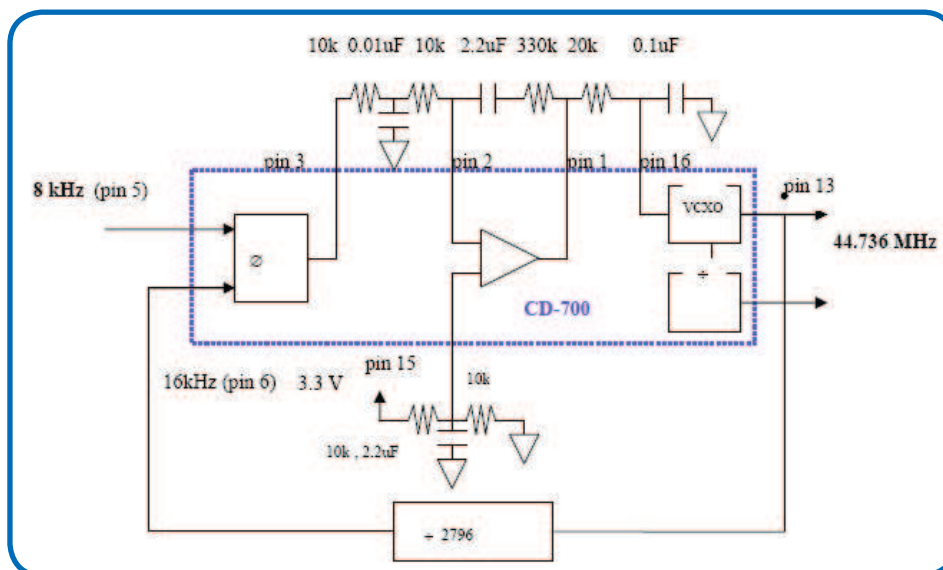 10k 0.01uF 10k 2.2uF 330k 20k 0.1uF
pin 3 pin 2 pin 1 pin 16
8 kHz (pin 5)
pin 13
VCXO
44.736 MHz
Ø
÷
CD-700
16kHz (pin 6) 3.3 V pin 15
10k
10k , 2.2uF
÷ 2796